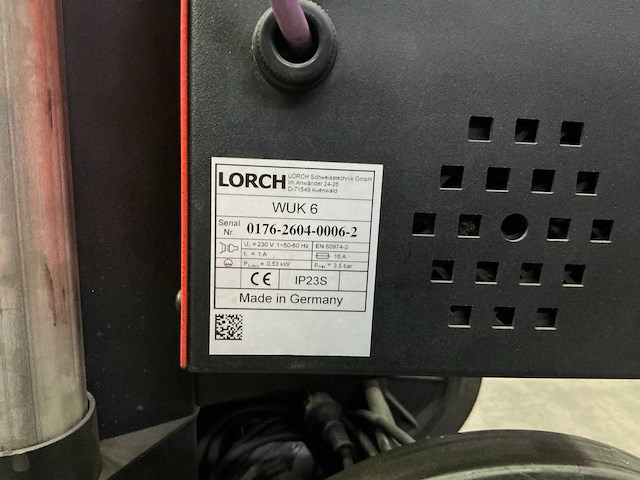 LORCH LORCH Schweisstechnik GmbH
Im Anwänder 24-26
D-71549 Auenwald
WUK 6
Serial Nr. 0176-2604-0006-2
U₁ = 230 V 1~50-60 Hz EN 60974-2
I₁ = 1 A 16 A
= 0,53 kW = 3.5 bar
CE IP23S
Made in Germany